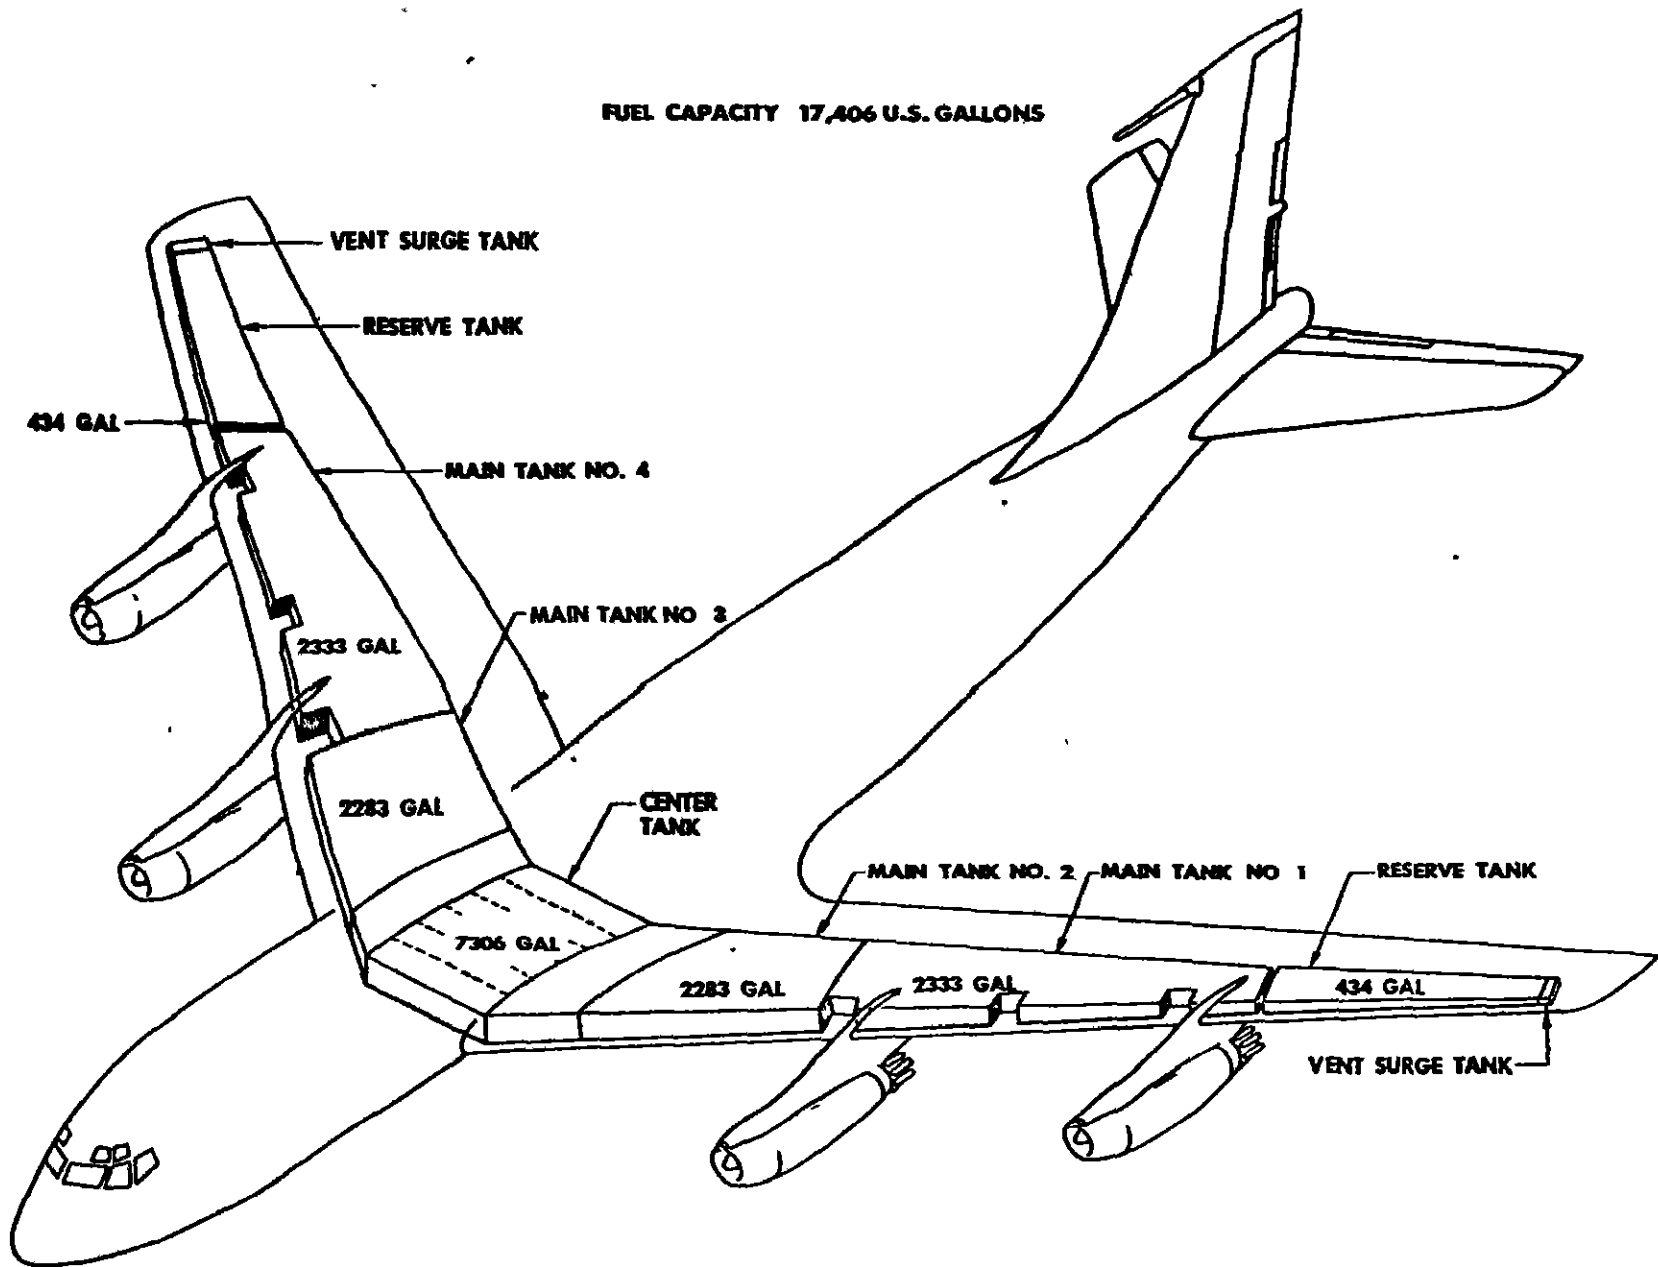 FUEL CAPACITY 17,406 U.S. GALLONS
VENT SURGE TANK
RESERVE TANK
434 GAL
MAIN TANK NO. 4
MAIN TANK NO 3
2333 GAL
2283 GAL
CENTER
TANK
MAIN TANK NO. 2
MAIN TANK NO 1
RESERVE TANK
7306 GAL
2283 GAL
2333 GAL
434 GAL
VENT SURGE TANK